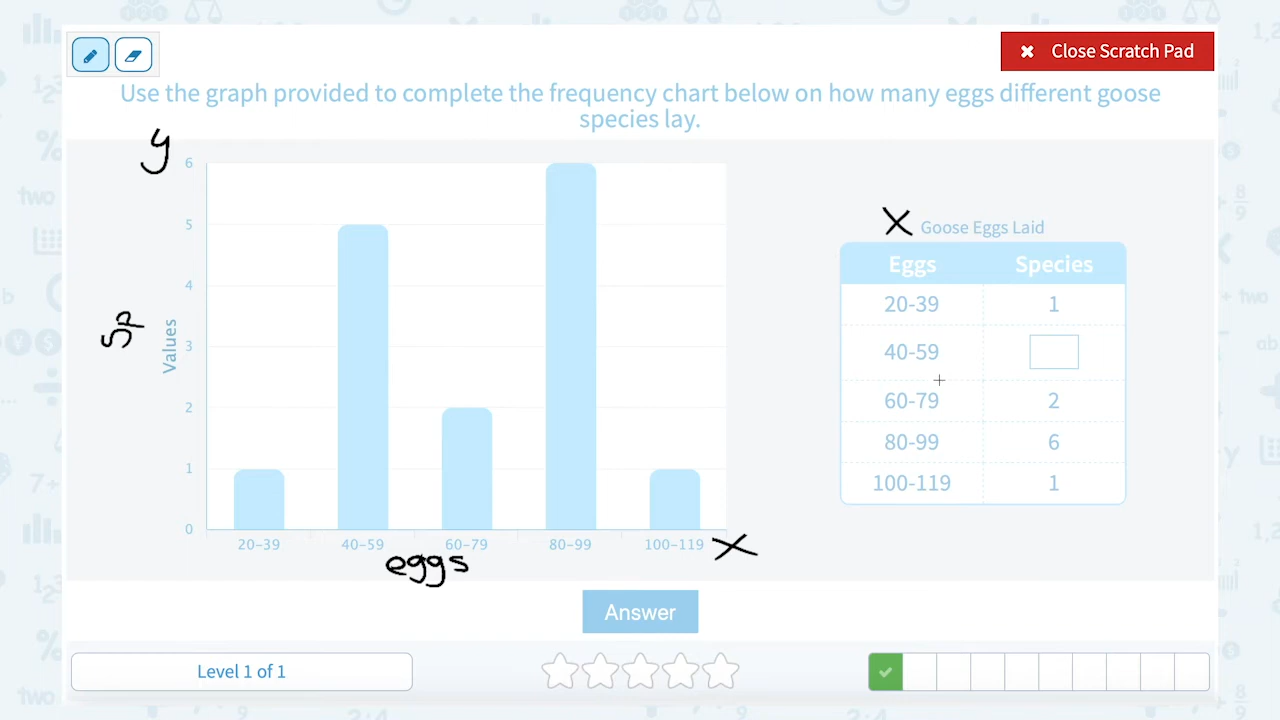 Close Scratch Pad
Use the graph provided to complete the frequency chart below on how many eggs different goose
species lay.
y
6
5
4
3
2
1
0
Sp
Values
20–39 40–59 60–79 80–99 100–119 X
eggs
X Goose Eggs Laid
Eggs Species
20-39 1
40-59
60-79 2
80-99 6
100-119 1
Answer
Level 1 of 1